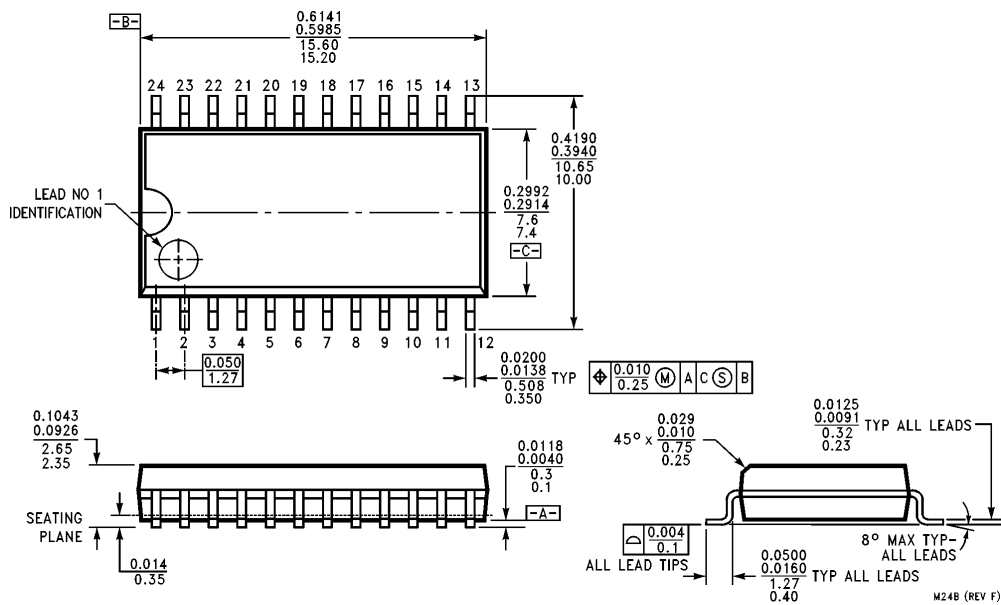 -B-
0.6141
0.5985
15.60
15.20
24 23 22 21 20 19 18 17 16 15 14 13
0.4190
0.3940
10.65
10.00
0.2992
0.2914
7.6
7.4
-C-
LEAD NO 1
IDENTIFICATION
1 2 3 4 5 6 7 8 9 10 11 12
0.050
1.27
0.0200
0.0138
0.508
0.350
TYP
0.010
0.25
M
A
C
S
B
0.1043
0.0926
2.65
2.35
0.0118
0.0040
0.3
0.1
-A-
SEATING
PLANE
0.014
0.35
45° x
0.029
0.010
0.75
0.25
0.0125
0.0091
0.32
0.23
TYP ALL LEADS
0.004
0.1
ALL LEAD TIPS
0.0500
0.0160
1.27
0.40
TYP ALL LEADS
8° MAX TYP-
ALL LEADS
M24B (REV F)